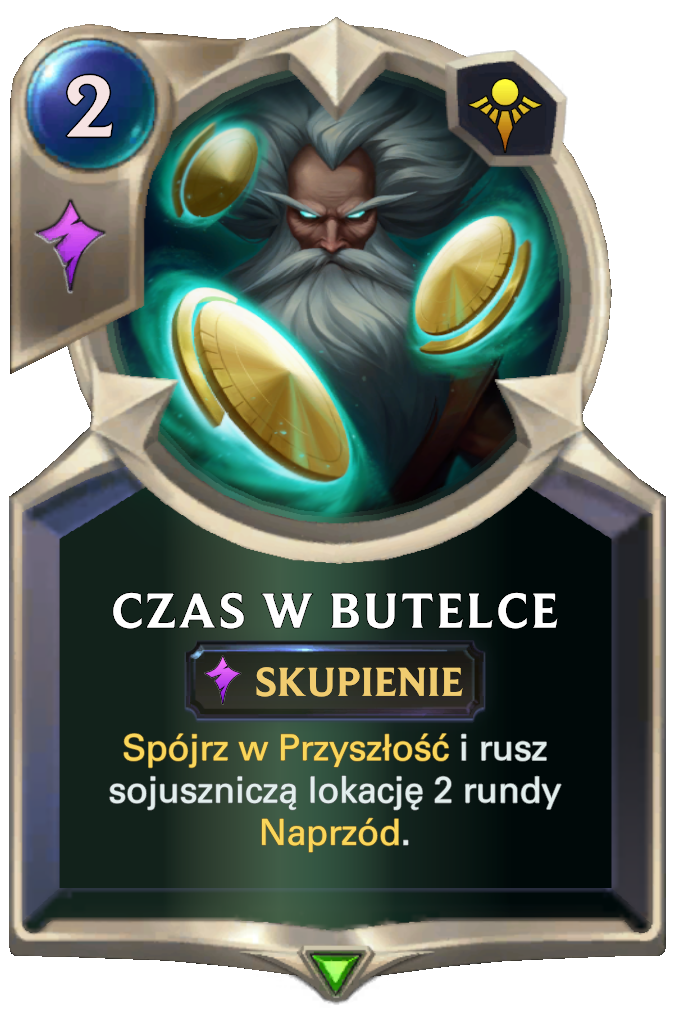 2
CZAS W BUTELCE
SKUPIENIE
Spójrz w Przyszłość i rusz
sojuszniczą lokację 2 rundy
Naprzód.